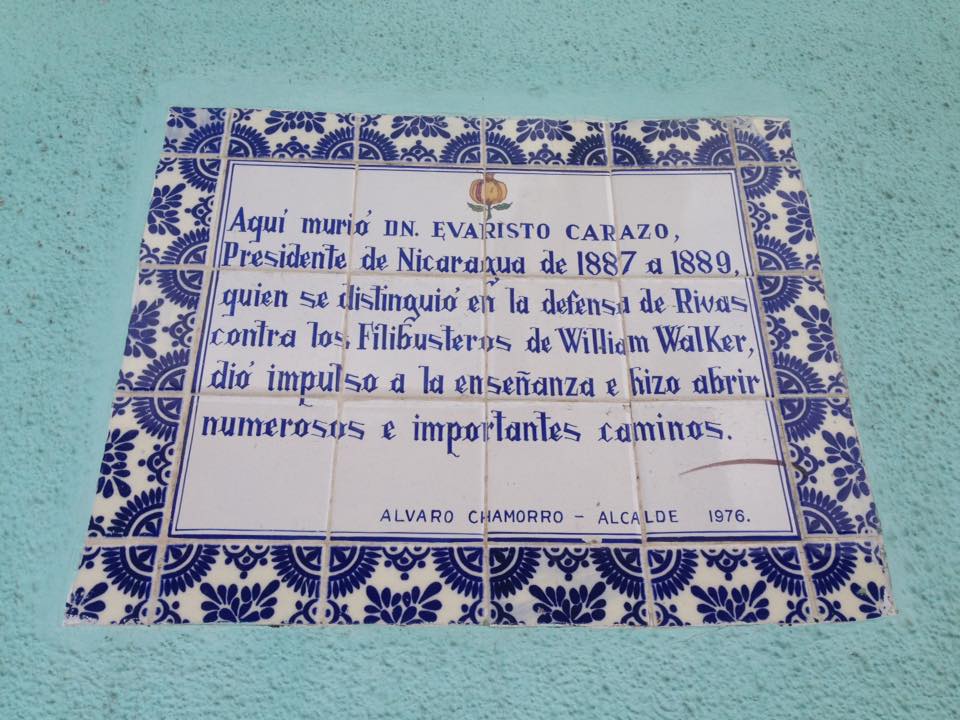 Aquí murió DN. EVARISTO CARAZO,
Presidente de Nicaragua de 1887 a 1889,
quien se distinguió en la defensa de Rivas
contra los Filibusteros de William Walker,
dió impulso a la enseñanza e hizo abrir
numerosos e importantes caminos.
ALVARO CHAMORRO - ALCALDE 1976.